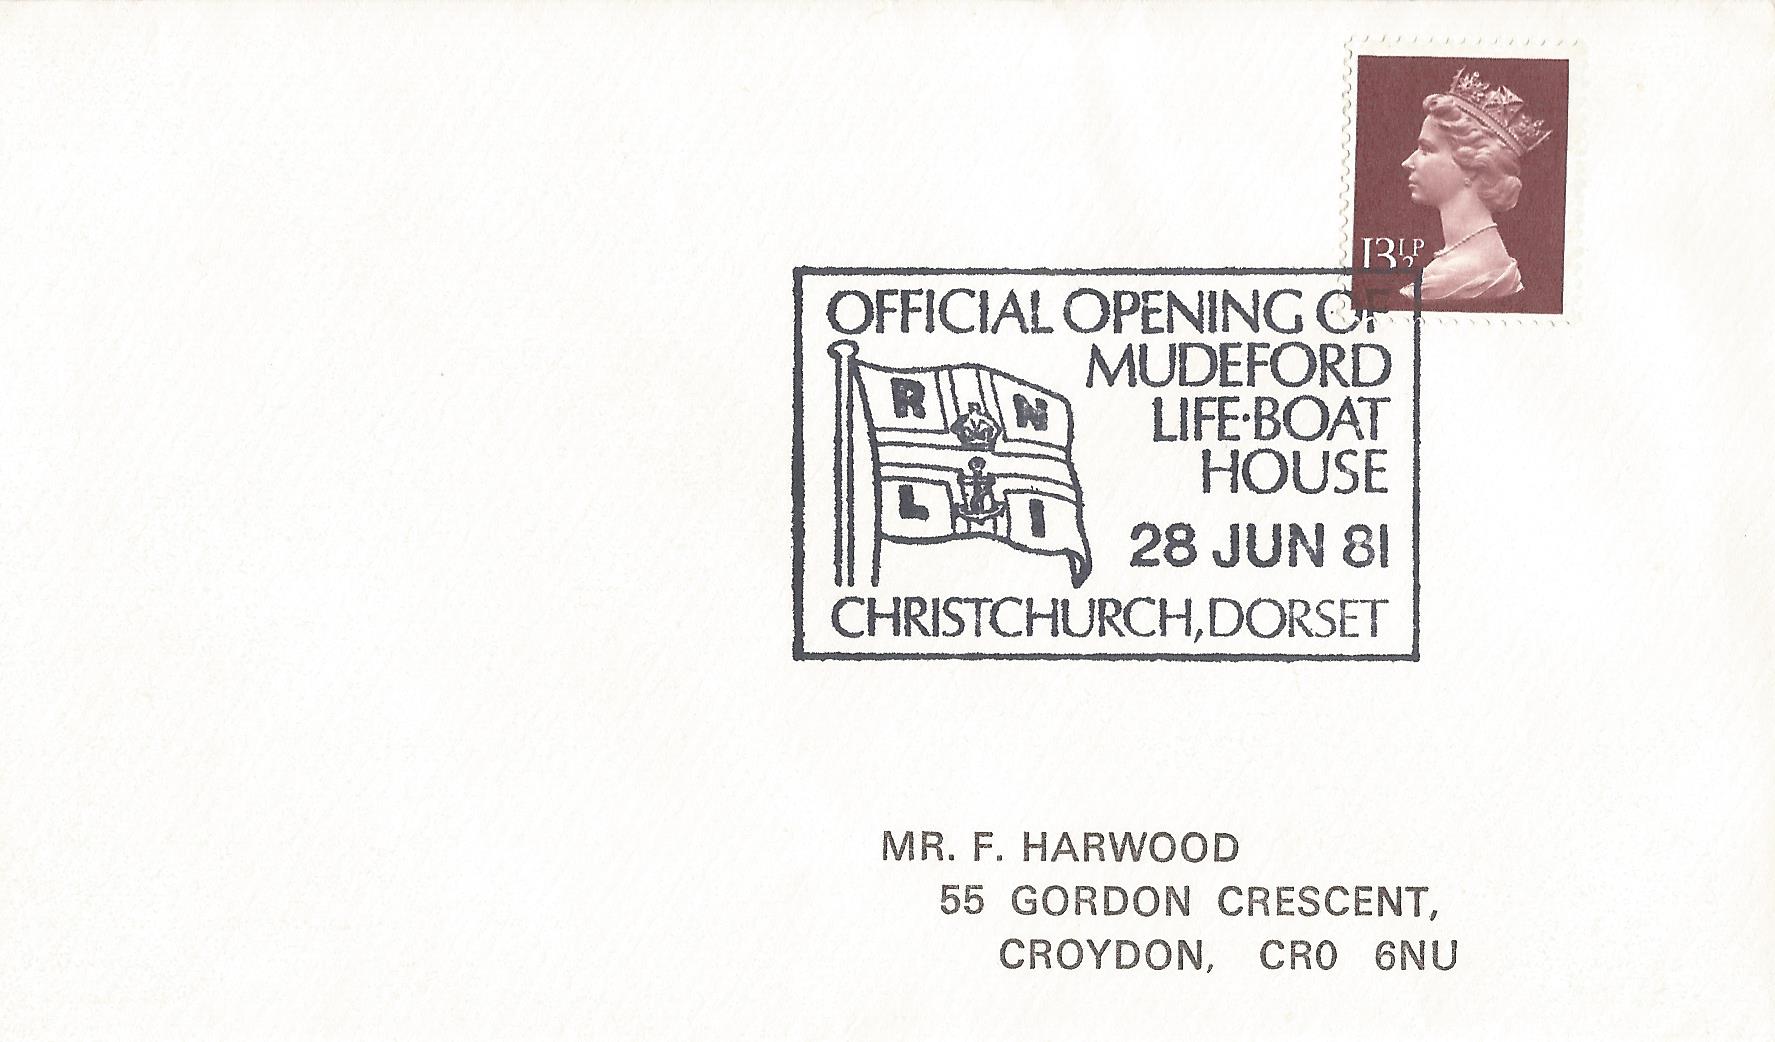 13½P
OFFICIAL OPENING OF
MUDEFORD
LIFE·BOAT
HOUSE
R N
L I
28 JUN 81
CHRISTCHURCH, DORSET
MR. F. HARWOOD
55 GORDON CRESCENT,
CROYDON, CR0 6NU